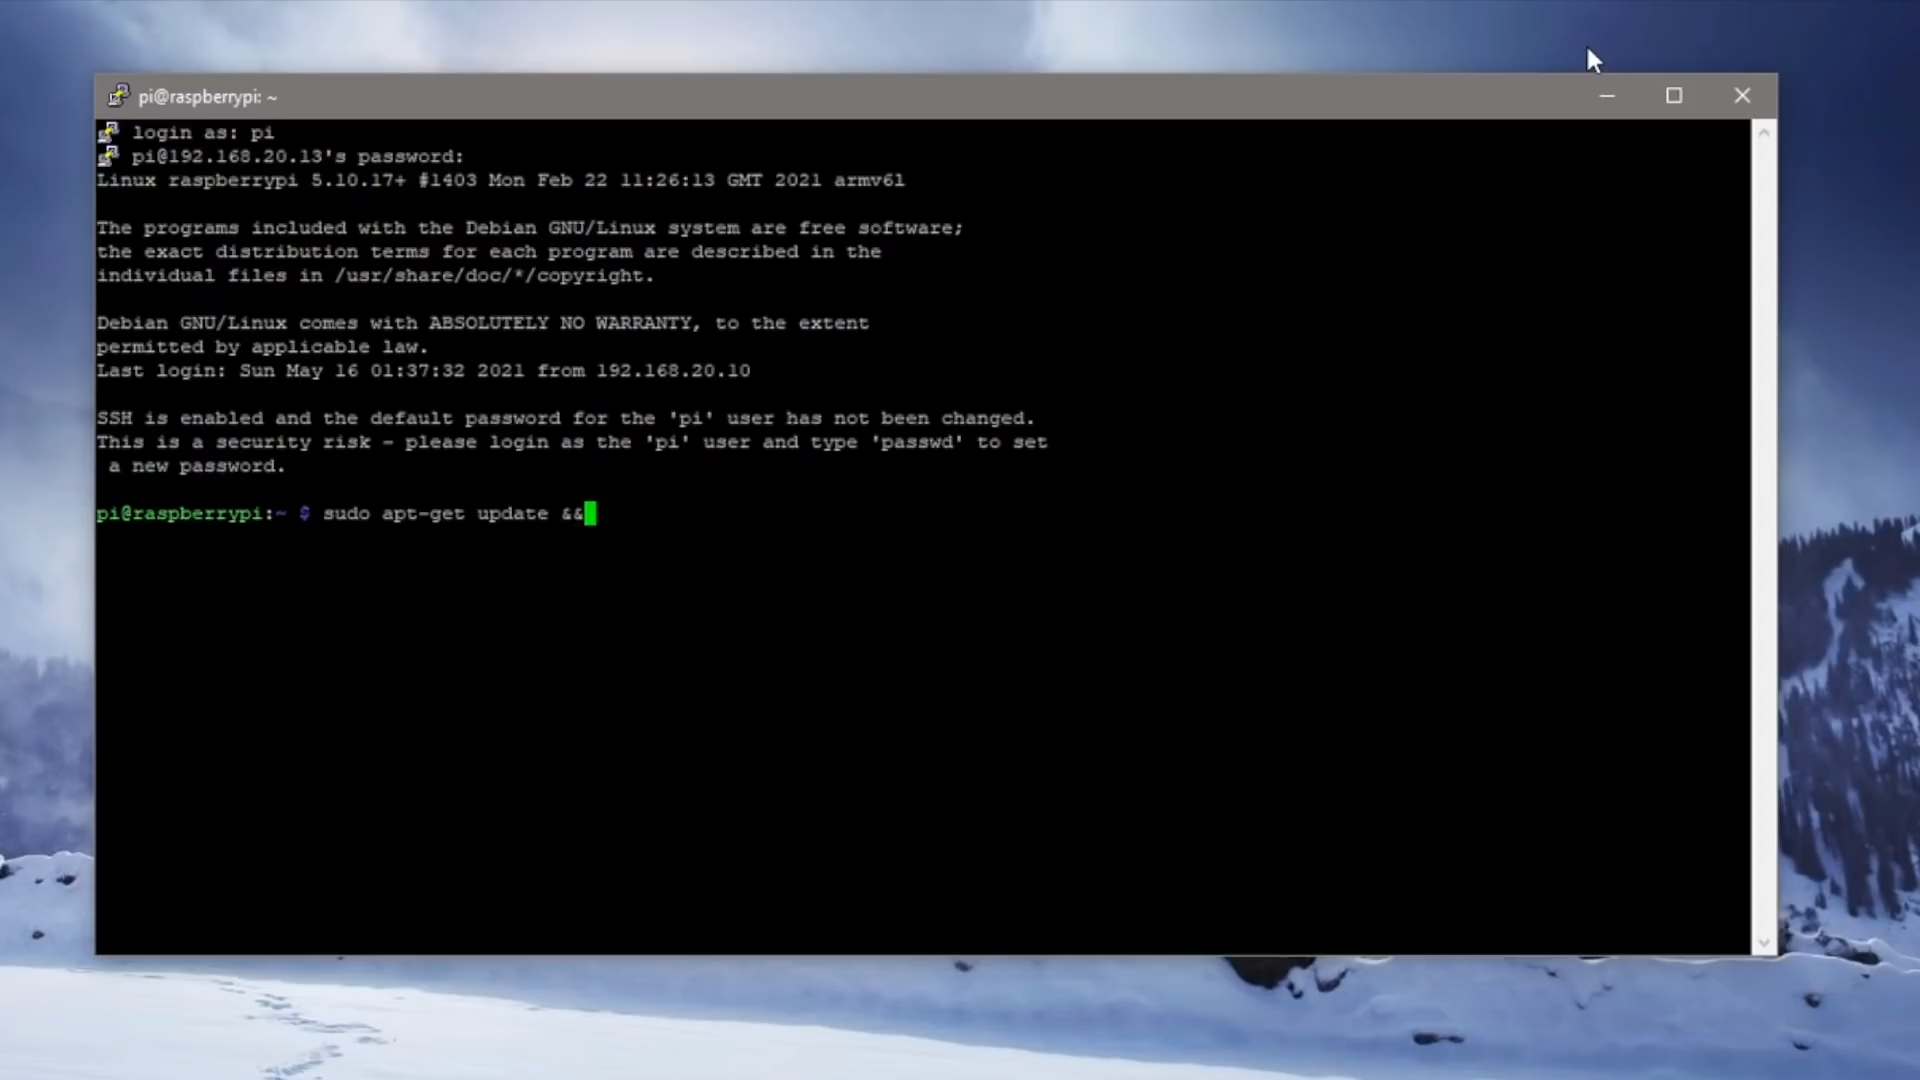 pi@raspberrypi: ~
login as: pi
pi@192.168.20.13's password:
Linux raspberrypi 5.10.17+ #1403 Mon Feb 22 11:26:13 GMT 2021 armv6l
The programs included with the Debian GNU/Linux system are free software;
the exact distribution terms for each program are described in the
individual files in /usr/share/doc/*/copyright.
Debian GNU/Linux comes with ABSOLUTELY NO WARRANTY, to the extent
permitted by applicable law.
Last login: Sun May 16 01:37:32 2021 from 192.168.20.10
SSH is enabled and the default password for the 'pi' user has not been changed.
This is a security risk - please login as the 'pi' user and type 'passwd' to set
a new password.
pi@raspberrypi:~ $ sudo apt-get update &&